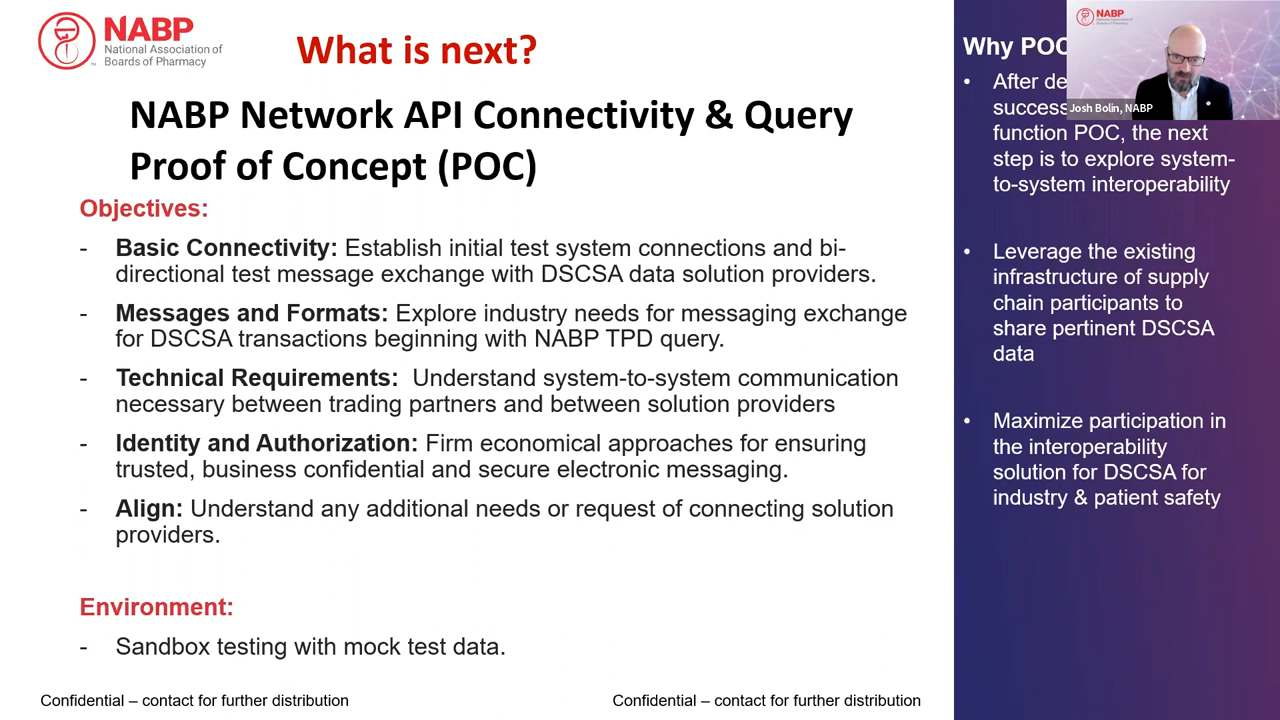 NABP
National Association of
Boards of Pharmacy
What is next?
NABP Network API Connectivity & Query
Proof of Concept (POC)
Objectives:
- Basic Connectivity: Establish initial test system connections and bi-
directional test message exchange with DSCSA data solution providers.
- Messages and Formats: Explore industry needs for messaging exchange
for DSCSA transactions beginning with NABP TPD query.
- Technical Requirements: Understand system-to-system communication
necessary between trading partners and between solution providers
- Identity and Authorization: Firm economical approaches for ensuring
trusted, business confidential and secure electronic messaging.
- Align: Understand any additional needs or request of connecting solution
providers.
Environment:
- Sandbox testing with mock test data.
Confidential – contact for further distribution
Confidential – contact for further distribution
Why POC
• After de
success
function POC, the next
step is to explore system-
to-system interoperability
• Leverage the existing
infrastructure of supply
chain participants to
share pertinent DSCSA
data
• Maximize participation in
the interoperability
solution for DSCSA for
industry & patient safety
NABP
Josh Bolin, NABP